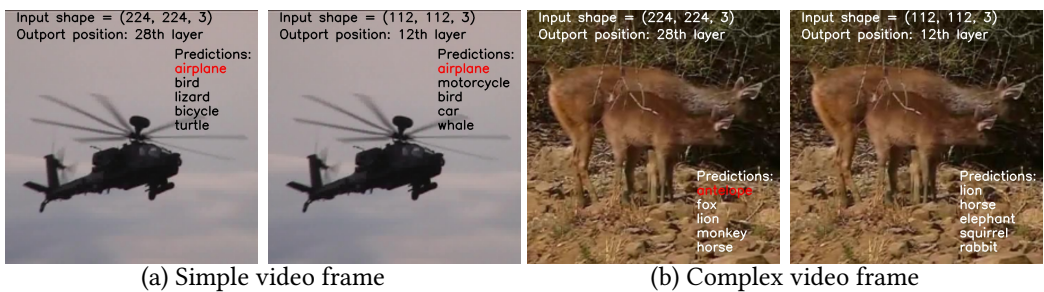 Input shape = (224, 224, 3)
Outport position: 28th layer
Predictions:
airplane
bird
lizard
bicycle
turtle
Input shape = (112, 112, 3)
Outport position: 12th layer
Predictions:
airplane
motorcycle
bird
car
whale
(a) Simple video frame
Input shape = (224, 224, 3)
Outport position: 28th layer
Predictions:
antelope
fox
lion
monkey
horse
Input shape = (112, 112, 3)
Outport position: 12th layer
Predictions:
lion
horse
elephant
squirrel
rabbit
(b) Complex video frame